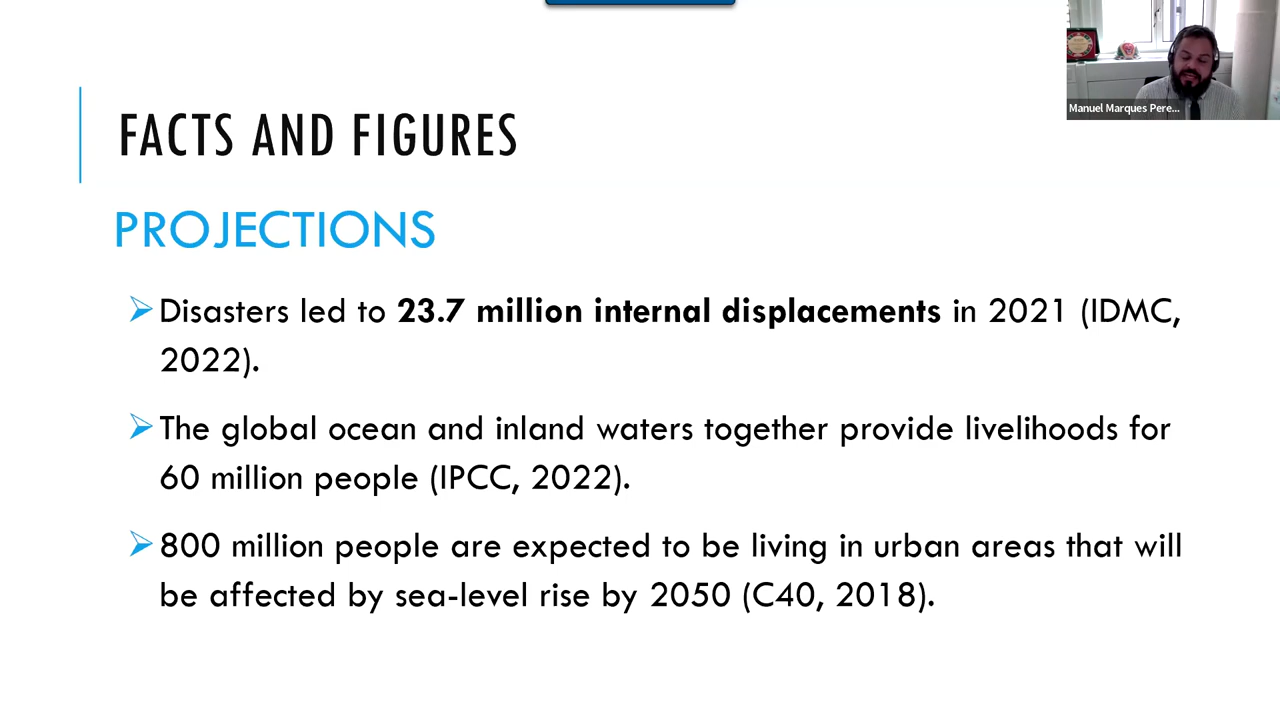 Manuel Marques Pere...
FACTS AND FIGURES
PROJECTIONS
Disasters led to 23.7 million internal displacements in 2021 (IDMC,
2022).
The global ocean and inland waters together provide livelihoods for
60 million people (IPCC, 2022).
800 million people are expected to be living in urban areas that will
be affected by sea-level rise by 2050 (C40, 2018).